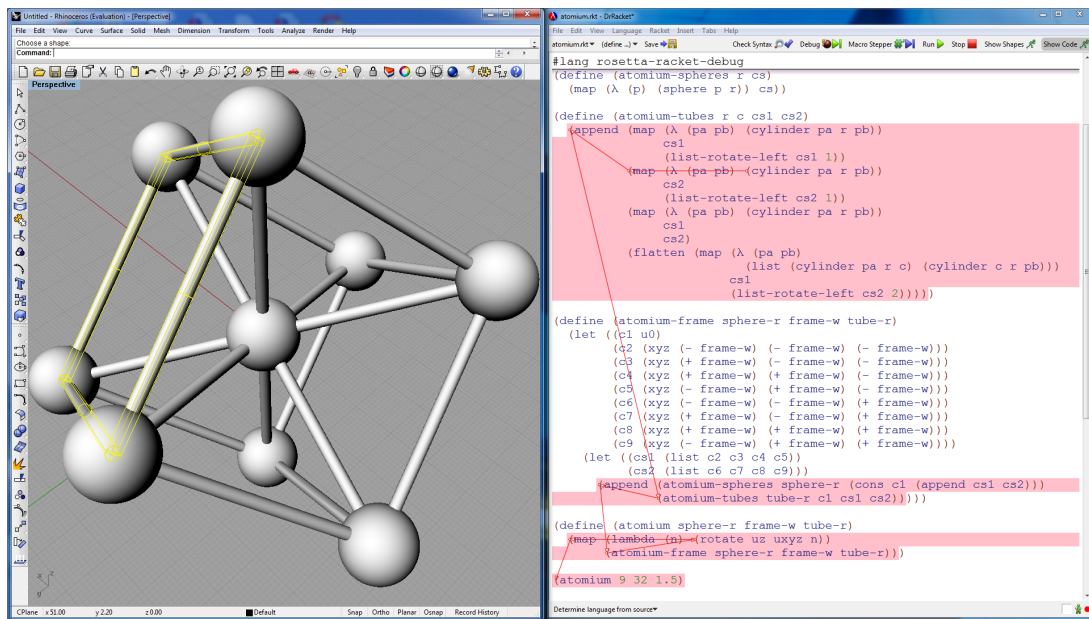 Untitled - Rhinoceros (Evaluation) - [Perspective]
File Edit View Curve Surface Solid Mesh Dimension Transform Tools Analyze Render Help
Choose a shape:
Command:
Perspective
z
x
y
CPlane x 51.00 y 2.20 z 0.00 Default Snap Ortho Planar Osnap Record History
atomium.rkt - DrRacket*
File Edit View Language Racket Insert Tabs Help
atomium.rkt▾ (define ...)▾ Save Check Syntax Debug Macro Stepper Run Stop Show Shapes Show Code
#lang rosetta-racket-debug
(define (atomium-spheres r cs)
(map (λ (p) (sphere p r)) cs))
(define (atomium-tubes r c cs1 cs2)
(append (map (λ (pa pb) (cylinder pa r pb))
cs1
(list-rotate-left cs1 1))
(map (λ (pa pb) (cylinder pa r pb))
cs2
(list-rotate-left cs2 1))
(map (λ (pa pb) (cylinder pa r pb))
cs1
cs2)
(flatten (map (λ (pa pb)
(list (cylinder pa r c) (cylinder c r pb)))
cs1
(list-rotate-left cs2 2)))))
(define (atomium-frame sphere-r frame-w tube-r)
(let ((c1 u0)
(c2 (xyz (- frame-w) (- frame-w) (- frame-w)))
(c3 (xyz (+ frame-w) (- frame-w) (- frame-w)))
(c4 (xyz (+ frame-w) (+ frame-w) (- frame-w)))
(c5 (xyz (- frame-w) (+ frame-w) (- frame-w)))
(c6 (xyz (- frame-w) (- frame-w) (+ frame-w)))
(c7 (xyz (+ frame-w) (- frame-w) (+ frame-w)))
(c8 (xyz (+ frame-w) (+ frame-w) (+ frame-w)))
(c9 (xyz (- frame-w) (+ frame-w) (+ frame-w))))
(let ((cs1 (list c2 c3 c4 c5))
(cs2 (list c6 c7 c8 c9)))
(append (atomium-spheres sphere-r (cons c1 (append cs1 cs2)))
(atomium-tubes tube-r c1 cs1 cs2)))))
(define (atomium sphere-r frame-w tube-r)
(map (lambda (n) (rotate uz uxyz n))
(atomium-frame sphere-r frame-w tube-r)))
(atomium 9 32 1.5)
Determine language from source▾